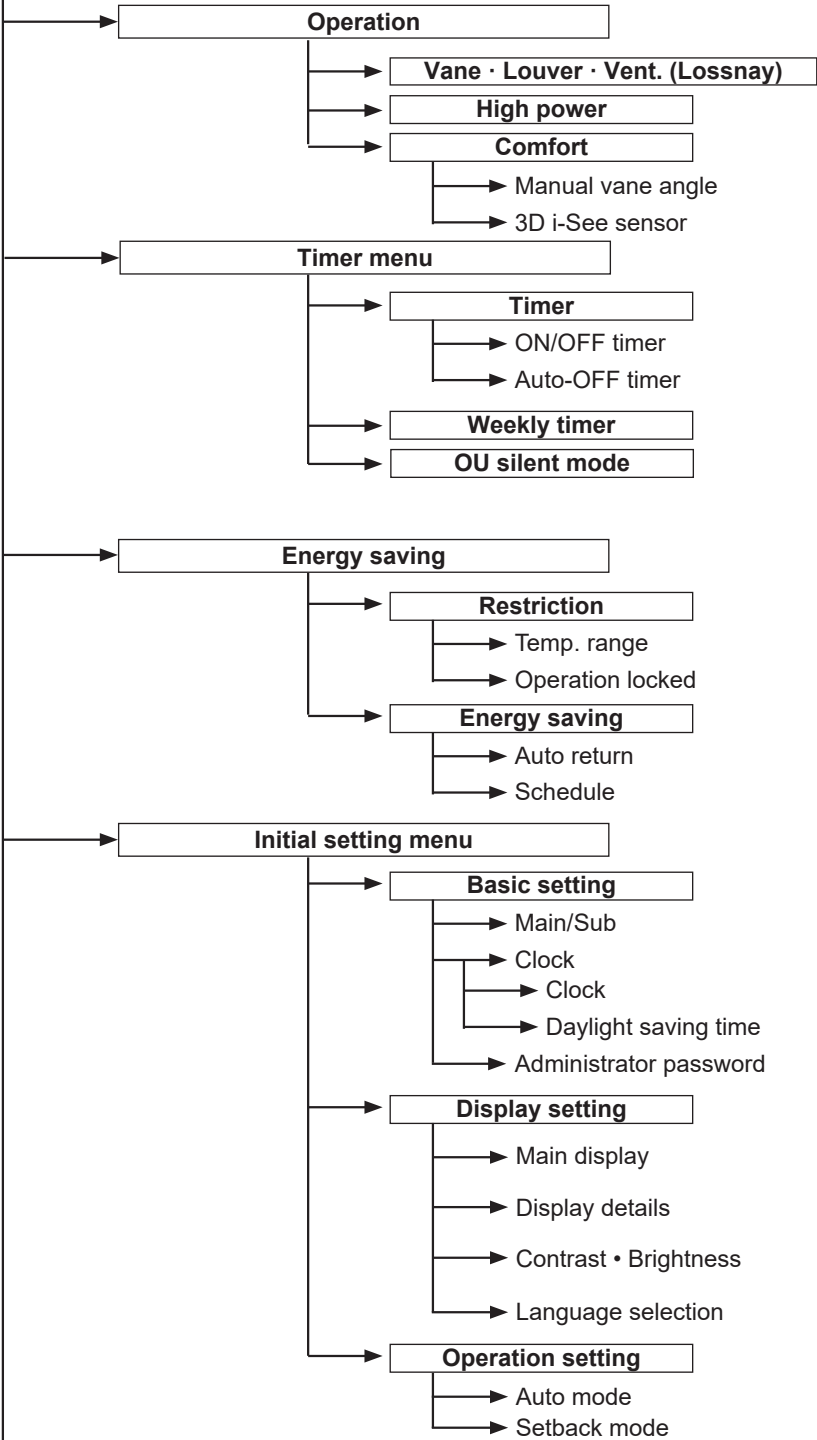 Operation
Vane · Louver · Vent. (Lossnay)
High power
Comfort
Manual vane angle
3D i-See sensor
Timer menu
Timer
ON/OFF timer
Auto-OFF timer
Weekly timer
OU silent mode
Energy saving
Restriction
Temp. range
Operation locked
Energy saving
Auto return
Schedule
Initial setting menu
Basic setting
Main/Sub
Clock
Clock
Daylight saving time
Administrator password
Display setting
Main display
Display details
Contrast • Brightness
Language selection
Operation setting
Auto mode
Setback mode